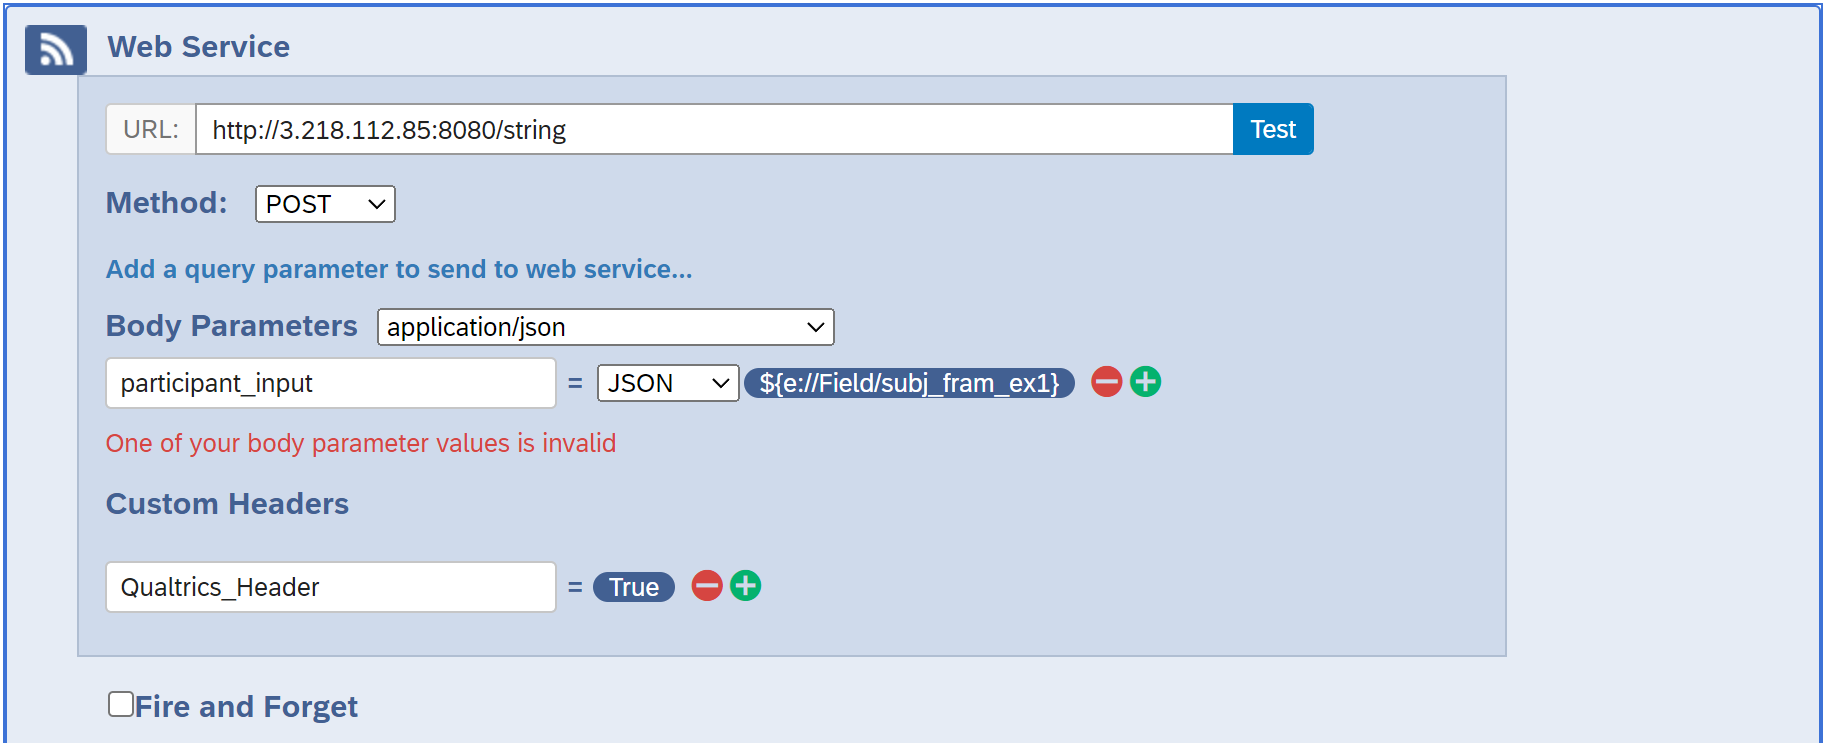 Web Service
URL: http://3.218.112.85:8080/string Test
Method: POST
Add a query parameter to send to web service...
Body Parameters application/json
participant_input = JSON ${e://Field/subj_fram_ex1}
One of your body parameter values is invalid
Custom Headers
Qualtrics_Header = True
Fire and Forget